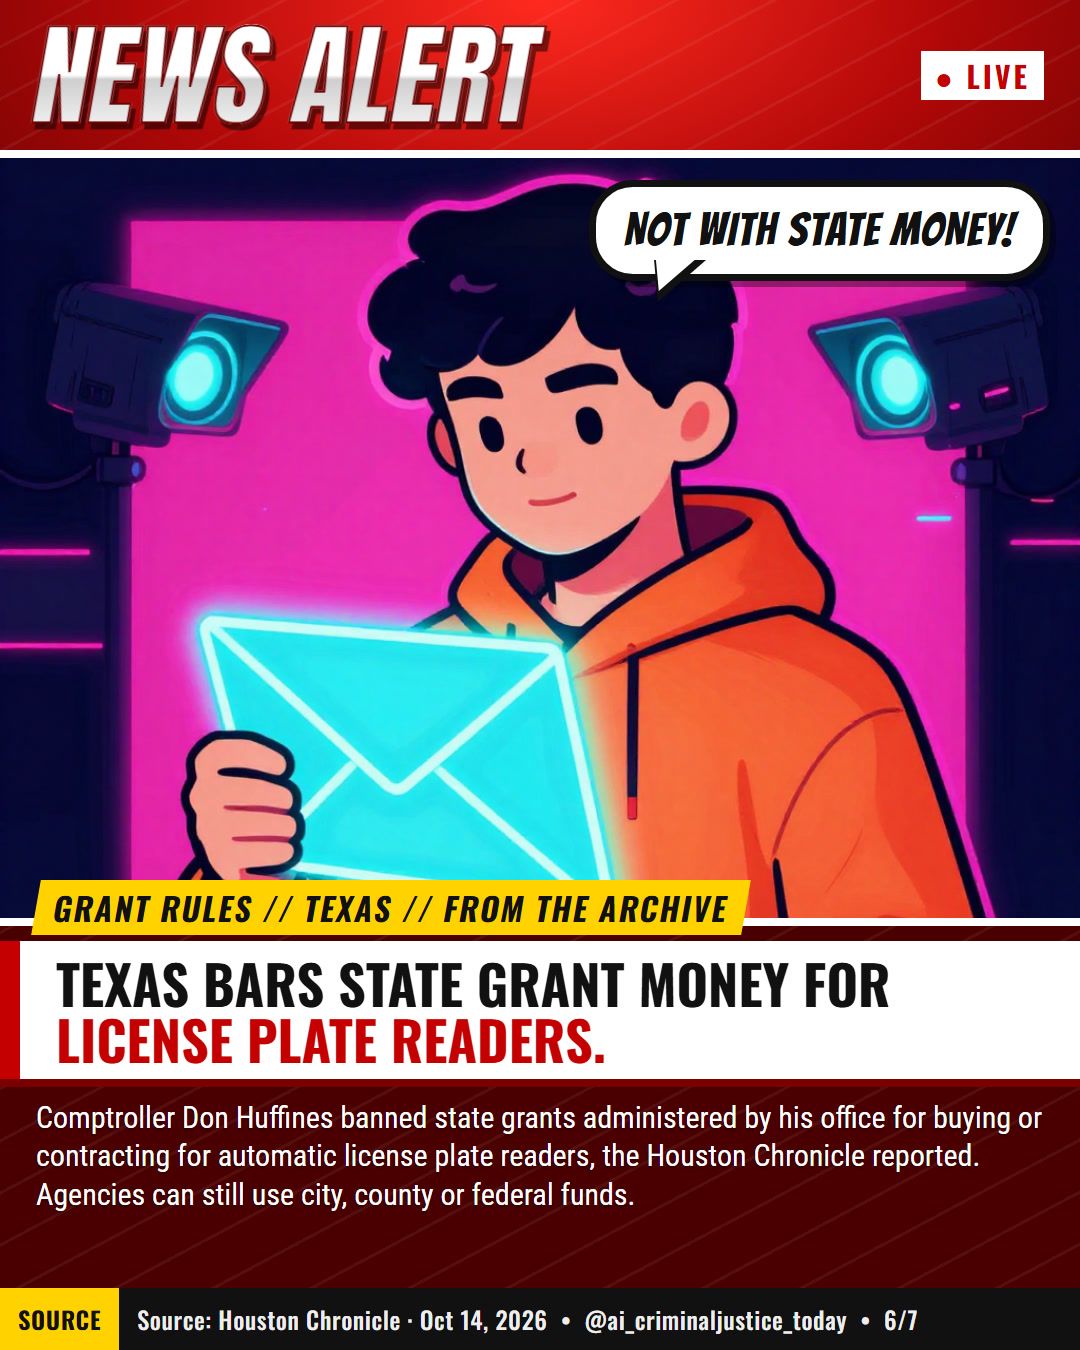 NEWS ALERT
● LIVE
NOT WITH STATE MONEY!
GRANT RULES // TEXAS // FROM THE ARCHIVE
TEXAS BARS STATE GRANT MONEY FOR
LICENSE PLATE READERS.
Comptroller Don Huffines banned state grants administered by his office for buying or
contracting for automatic license plate readers, the Houston Chronicle reported.
Agencies can still use city, county or federal funds.
SOURCE
Source: Houston Chronicle · Oct 14, 2026 • @ai_criminaljustice_today • 6/7